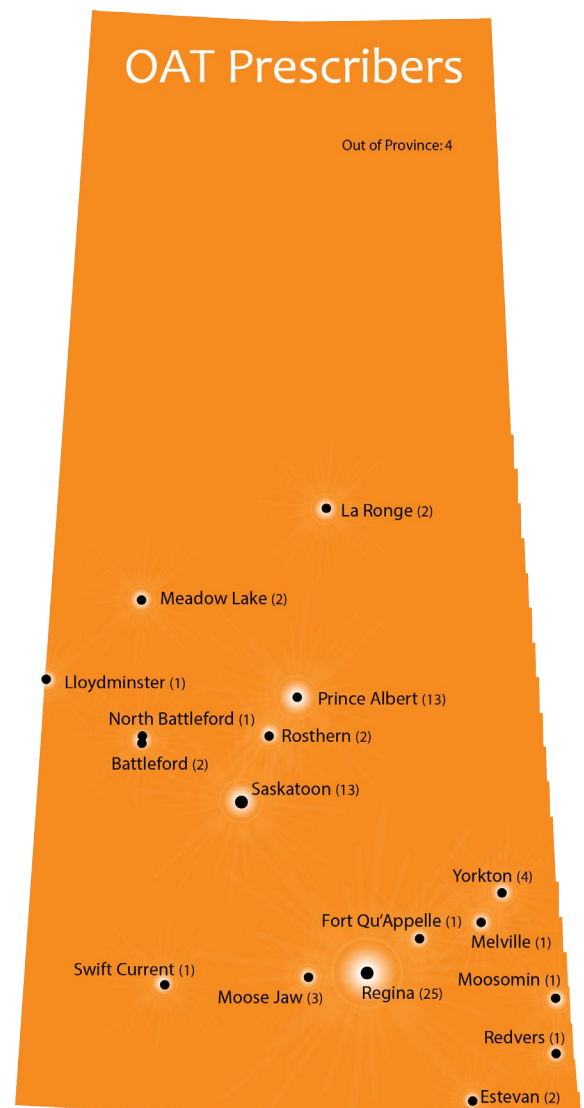 OAT Prescribers
Out of Province: 4
La Ronge (2)
Meadow Lake (2)
Lloydminster (1)
Prince Albert (13)
North Battleford (1)
Rosthern (2)
Battleford (2)
Saskatoon (13)
Yorkton (4)
Fort Qu’Appelle (1)
Melville (1)
Swift Current (1)
Moosomin (1)
Regina (25)
Moose Jaw (3)
Redvers (1)
Estevan (2)